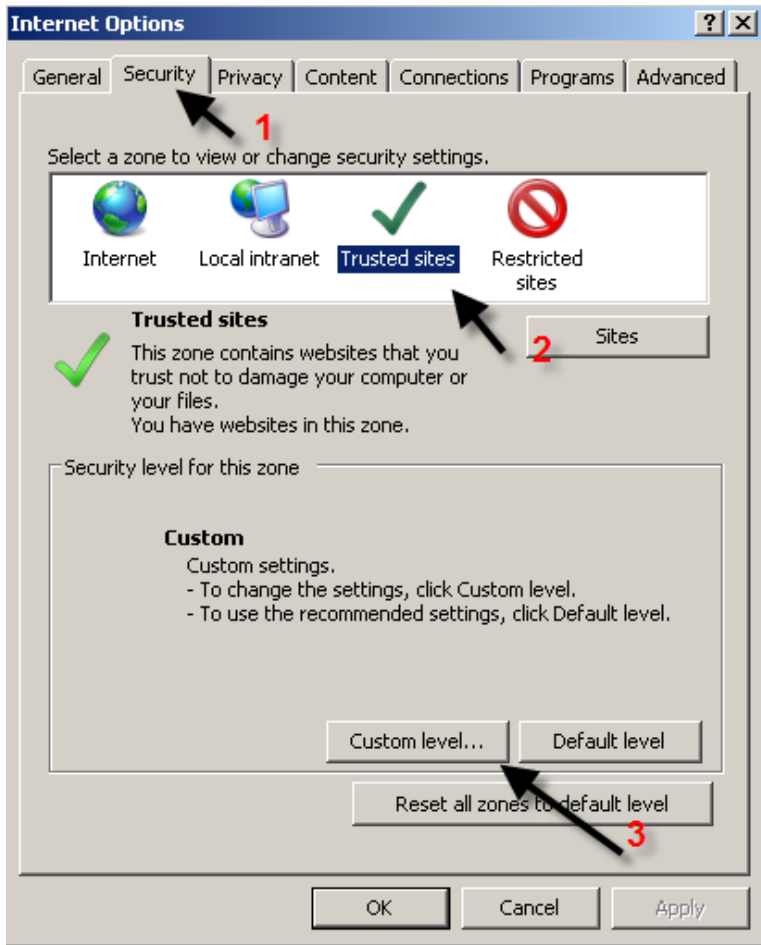 Internet Options
General Security Privacy Content Connections Programs Advanced
1
Select a zone to view or change security settings.
Internet Local intranet Trusted sites Restricted
sites
Trusted sites
Sites
2
This zone contains websites that you
trust not to damage your computer or
your files.
You have websites in this zone.
Security level for this zone
Custom
Custom settings.
- To change the settings, click Custom level.
- To use the recommended settings, click Default level.
Custom level... Default level
Reset all zones to default level
3
OK Cancel Apply